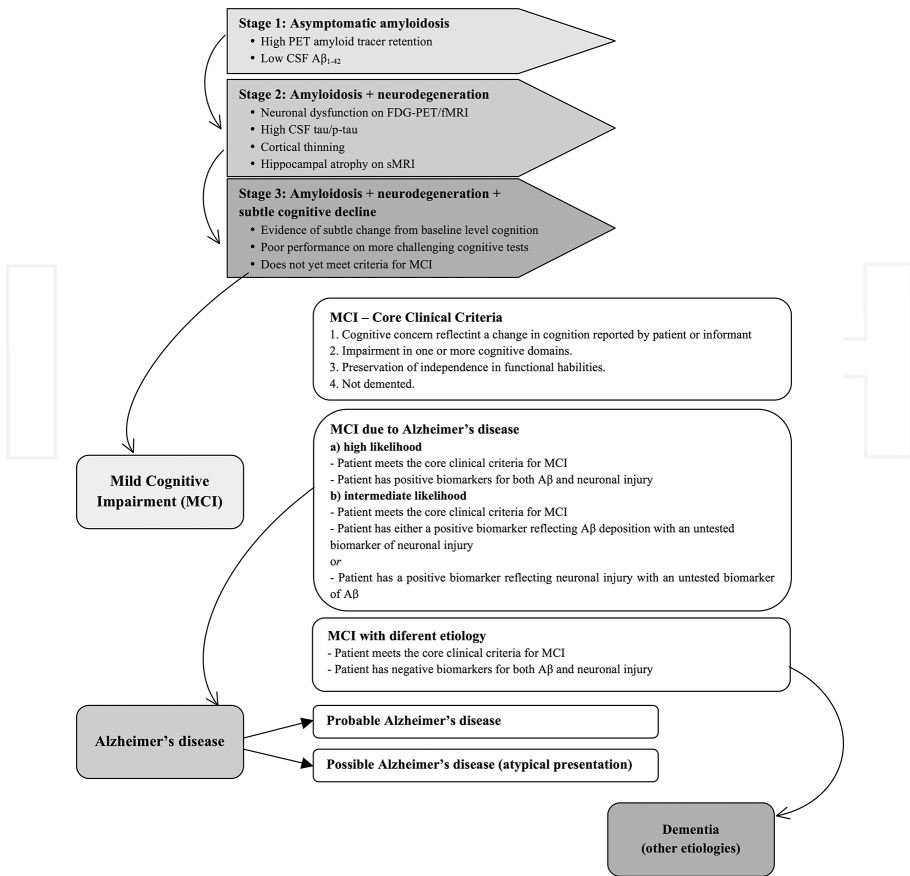 Stage 1: Asymptomatic amyloidosis
• High PET amyloid tracer retention
• Low CSF Aβ1-42
Stage 2: Amyloidosis + neurodegeneration
• Neuronal dysfunction on FDG-PET/fMRI
• High CSF tau/p-tau
• Cortical thinning
• Hippocampal atrophy on sMRI
Stage 3: Amyloidosis + neurodegeneration +
subtle cognitive decline
• Evidence of subtle change from baseline level cognition
• Poor performance on more challenging cognitive tests
• Does not yet meet criteria for MCI
MCI – Core Clinical Criteria
1. Cognitive concern reflectint a change in cognition reported by patient or informant
2. Impairment in one or more cognitive domains.
3. Preservation of independence in functional habilities.
4. Not demented.
Mild Cognitive
Impairment (MCI)
MCI due to Alzheimer’s disease
a) high likelihood
- Patient meets the core clinical criteria for MCI
- Patient has positive biomarkers for both Aβ and neuronal injury
b) intermediate likelihood
- Patient meets the core clinical criteria for MCI
- Patient has either a positive biomarker reflecting Aβ deposition with an untested
biomarker of neuronal injury
or
- Patient has a positive biomarker reflecting neuronal injury with an untested biomarker
of Aβ
MCI with diferent etiology
- Patient meets the core clinical criteria for MCI
- Patient has negative biomarkers for both Aβ and neuronal injury
Alzheimer’s disease
Probable Alzheimer’s disease
Possible Alzheimer’s disease (atypical presentation)
Dementia
(other etiologies)